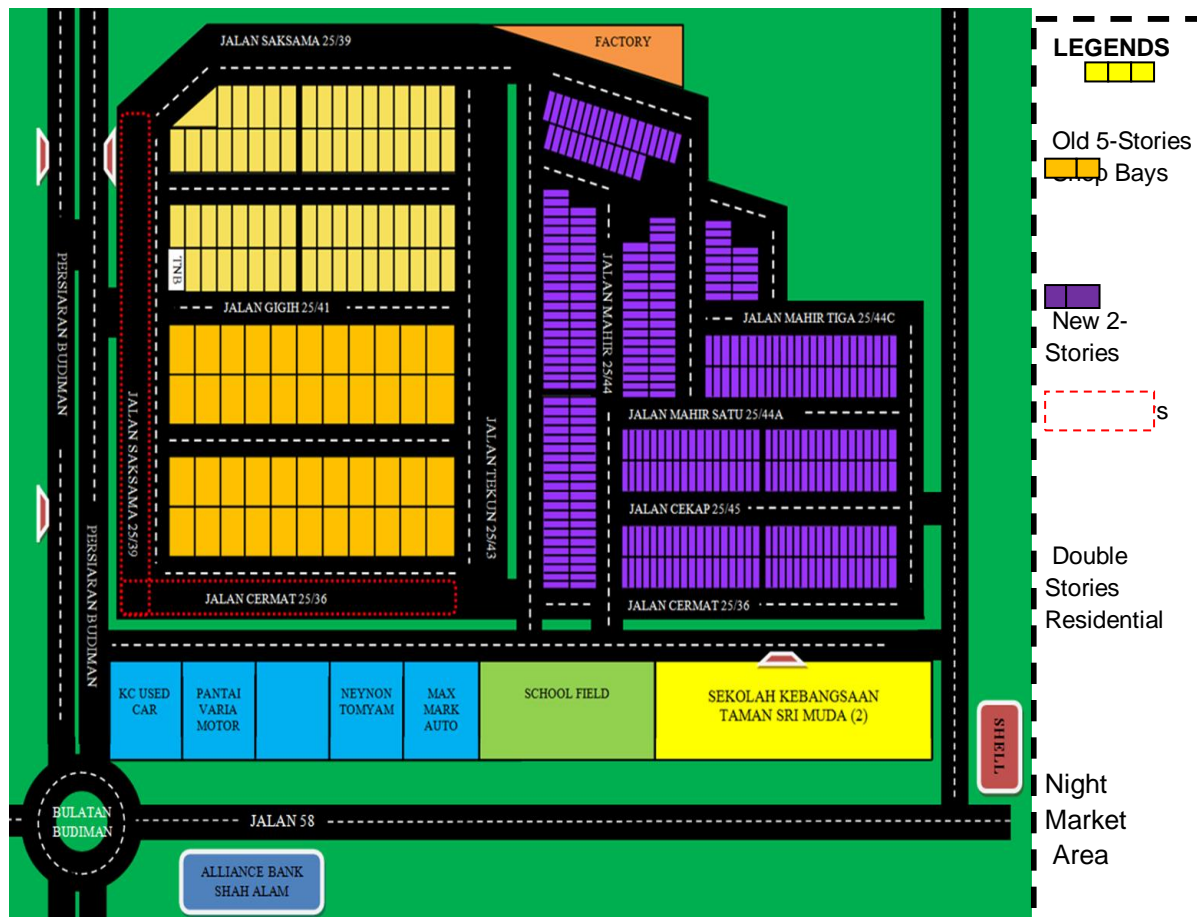 JALAN SAKSAMA 25/39
FACTORY
TNB
JALAN GIGIH 25/41
PERSIARAN BUDIMAN
PERSIARAN BUDIMAN
JALAN SAKSAMA 25/39
JALAN TEKUN 25/43
JALAN MAHIR 25/44
JALAN MAHIR TIGA 25/44C
JALAN MAHIR SATU 25/44A
JALAN CEKAP 25/45
JALAN CERMAT 25/36
JALAN CERMAT 25/36
KC USED
CAR
PANTAI
VARIA
MOTOR
NEYNON
TOMYAM
MAX
MARK
AUTO
SCHOOL FIELD
SEKOLAH KEBANGSAAN
TAMAN SRI MUDA (2)
SHELL
BULATAN
BUDIMAN
JALAN 58
ALLIANCE BANK
SHAH ALAM
LEGENDS
Old 5-Stories
Bays
New 2-
Stories
s
Double
Stories
Residential
Night
Market
Area